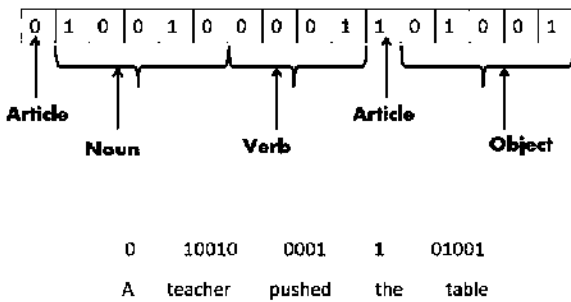 0 1 0 0 1 0 0 0 0 1 1 0 1 0 0 1
Article Article
Noun Verb Object
0 10010 0001 1 01001
A teacher pushed the table